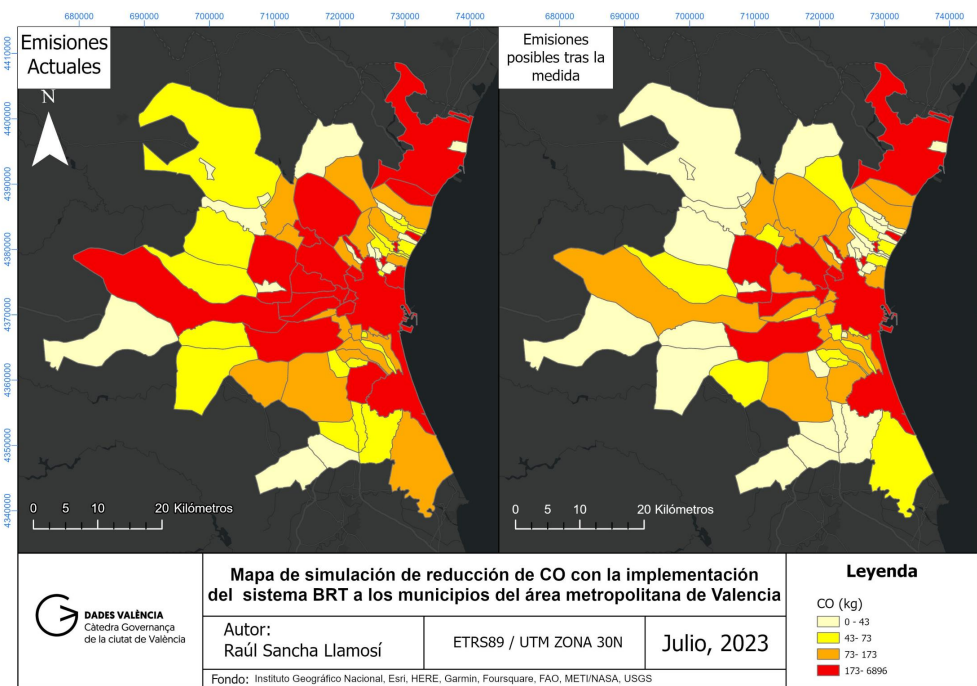 680000 690000 700000 710000 720000 730000 740000
680000 690000 700000 710000 720000 730000 740000
4410000
4400000
4390000
4380000
4370000
4360000
4350000
4340000
Emisiones
Actuales
N
0 5 10 20 Kilómetros
Emisiones
posibles tras la
medida
0 5 10 20 Kilómetros
DADES VALÈNCIA
Càtedra Governança
de la ciutat de València
Mapa de simulación de reducción de CO con la implementación
del sistema BRT a los municipios del área metropolitana de Valencia
Autor:
Raúl Sancha Llamosí
ETRS89 / UTM ZONA 30N
Julio, 2023
Fondo: Instituto Geográfico Nacional, Esri, HERE, Garmin, Foursquare, FAO, METI/NASA, USGS
Leyenda
CO (kg)
0 - 43
43- 73
73- 173
173- 6896